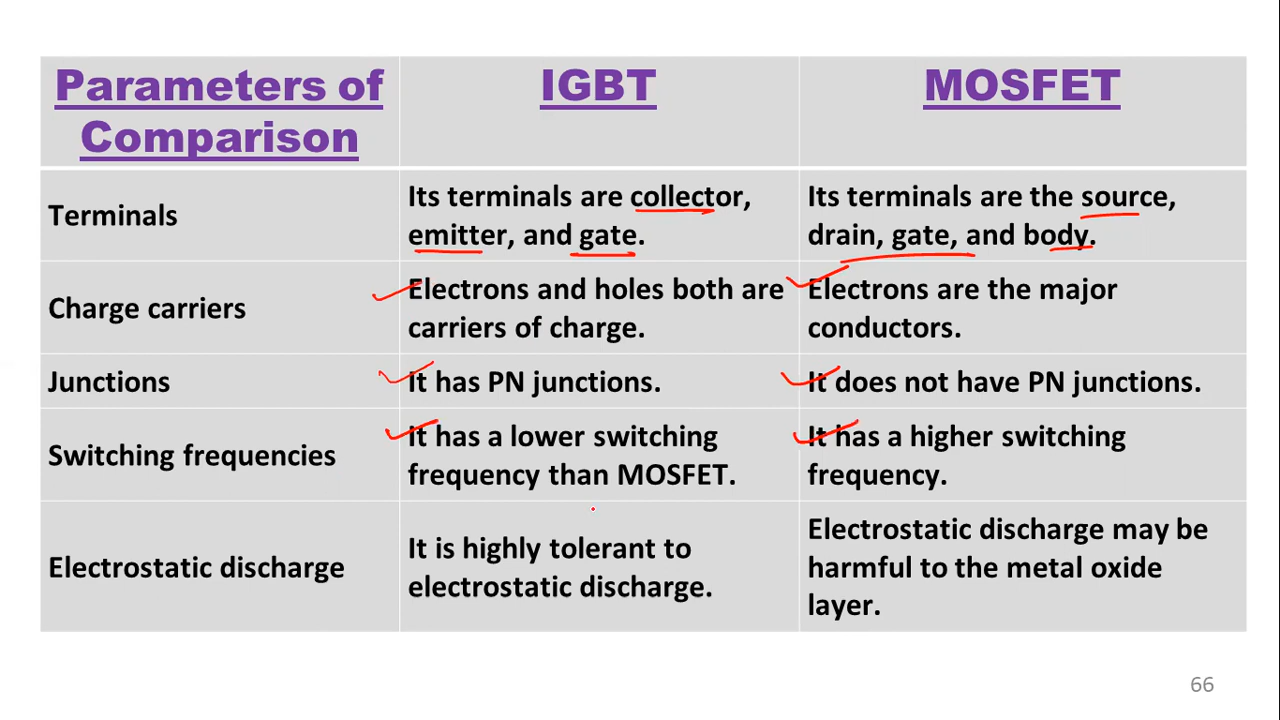 Parameters of
Comparison
IGBT
MOSFET
Terminals
Its terminals are collector,
emitter, and gate.
Its terminals are the source,
drain, gate, and body.
Charge carriers
Electrons and holes both are
carriers of charge.
Electrons are the major
conductors.
Junctions
It has PN junctions.
It does not have PN junctions.
Switching frequencies
It has a lower switching
frequency than MOSFET.
It has a higher switching
frequency.
Electrostatic discharge
It is highly tolerant to
electrostatic discharge.
Electrostatic discharge may be
harmful to the metal oxide
layer.
66